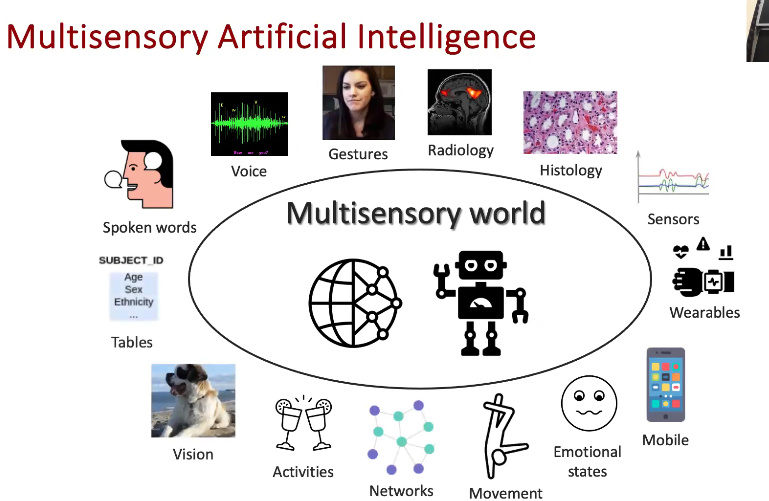 Multisensory Artificial Intelligence
Voice
Gestures
Radiology
Histology
Spoken words
Multisensory world
Sensors
SUBJECT_ID
Age
Sex
Ethnicity
...
Tables
Wearables
Vision
Activities
Networks
Movement
Emotional
states
Mobile